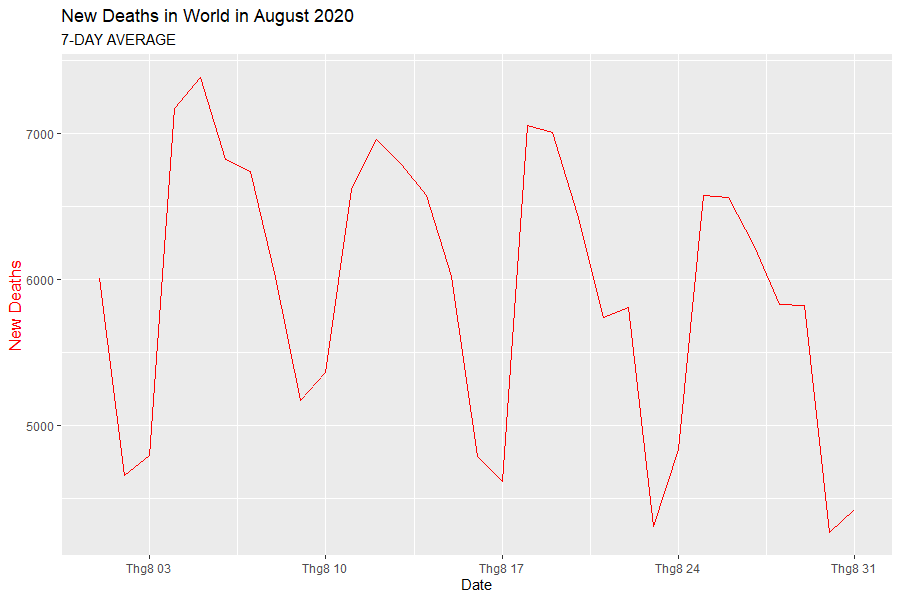 New Deaths in World in August 2020
7-DAY AVERAGE
New Deaths
7000
6000
5000
Thg8 03
Thg8 10
Thg8 17
Thg8 24
Thg8 31
Date